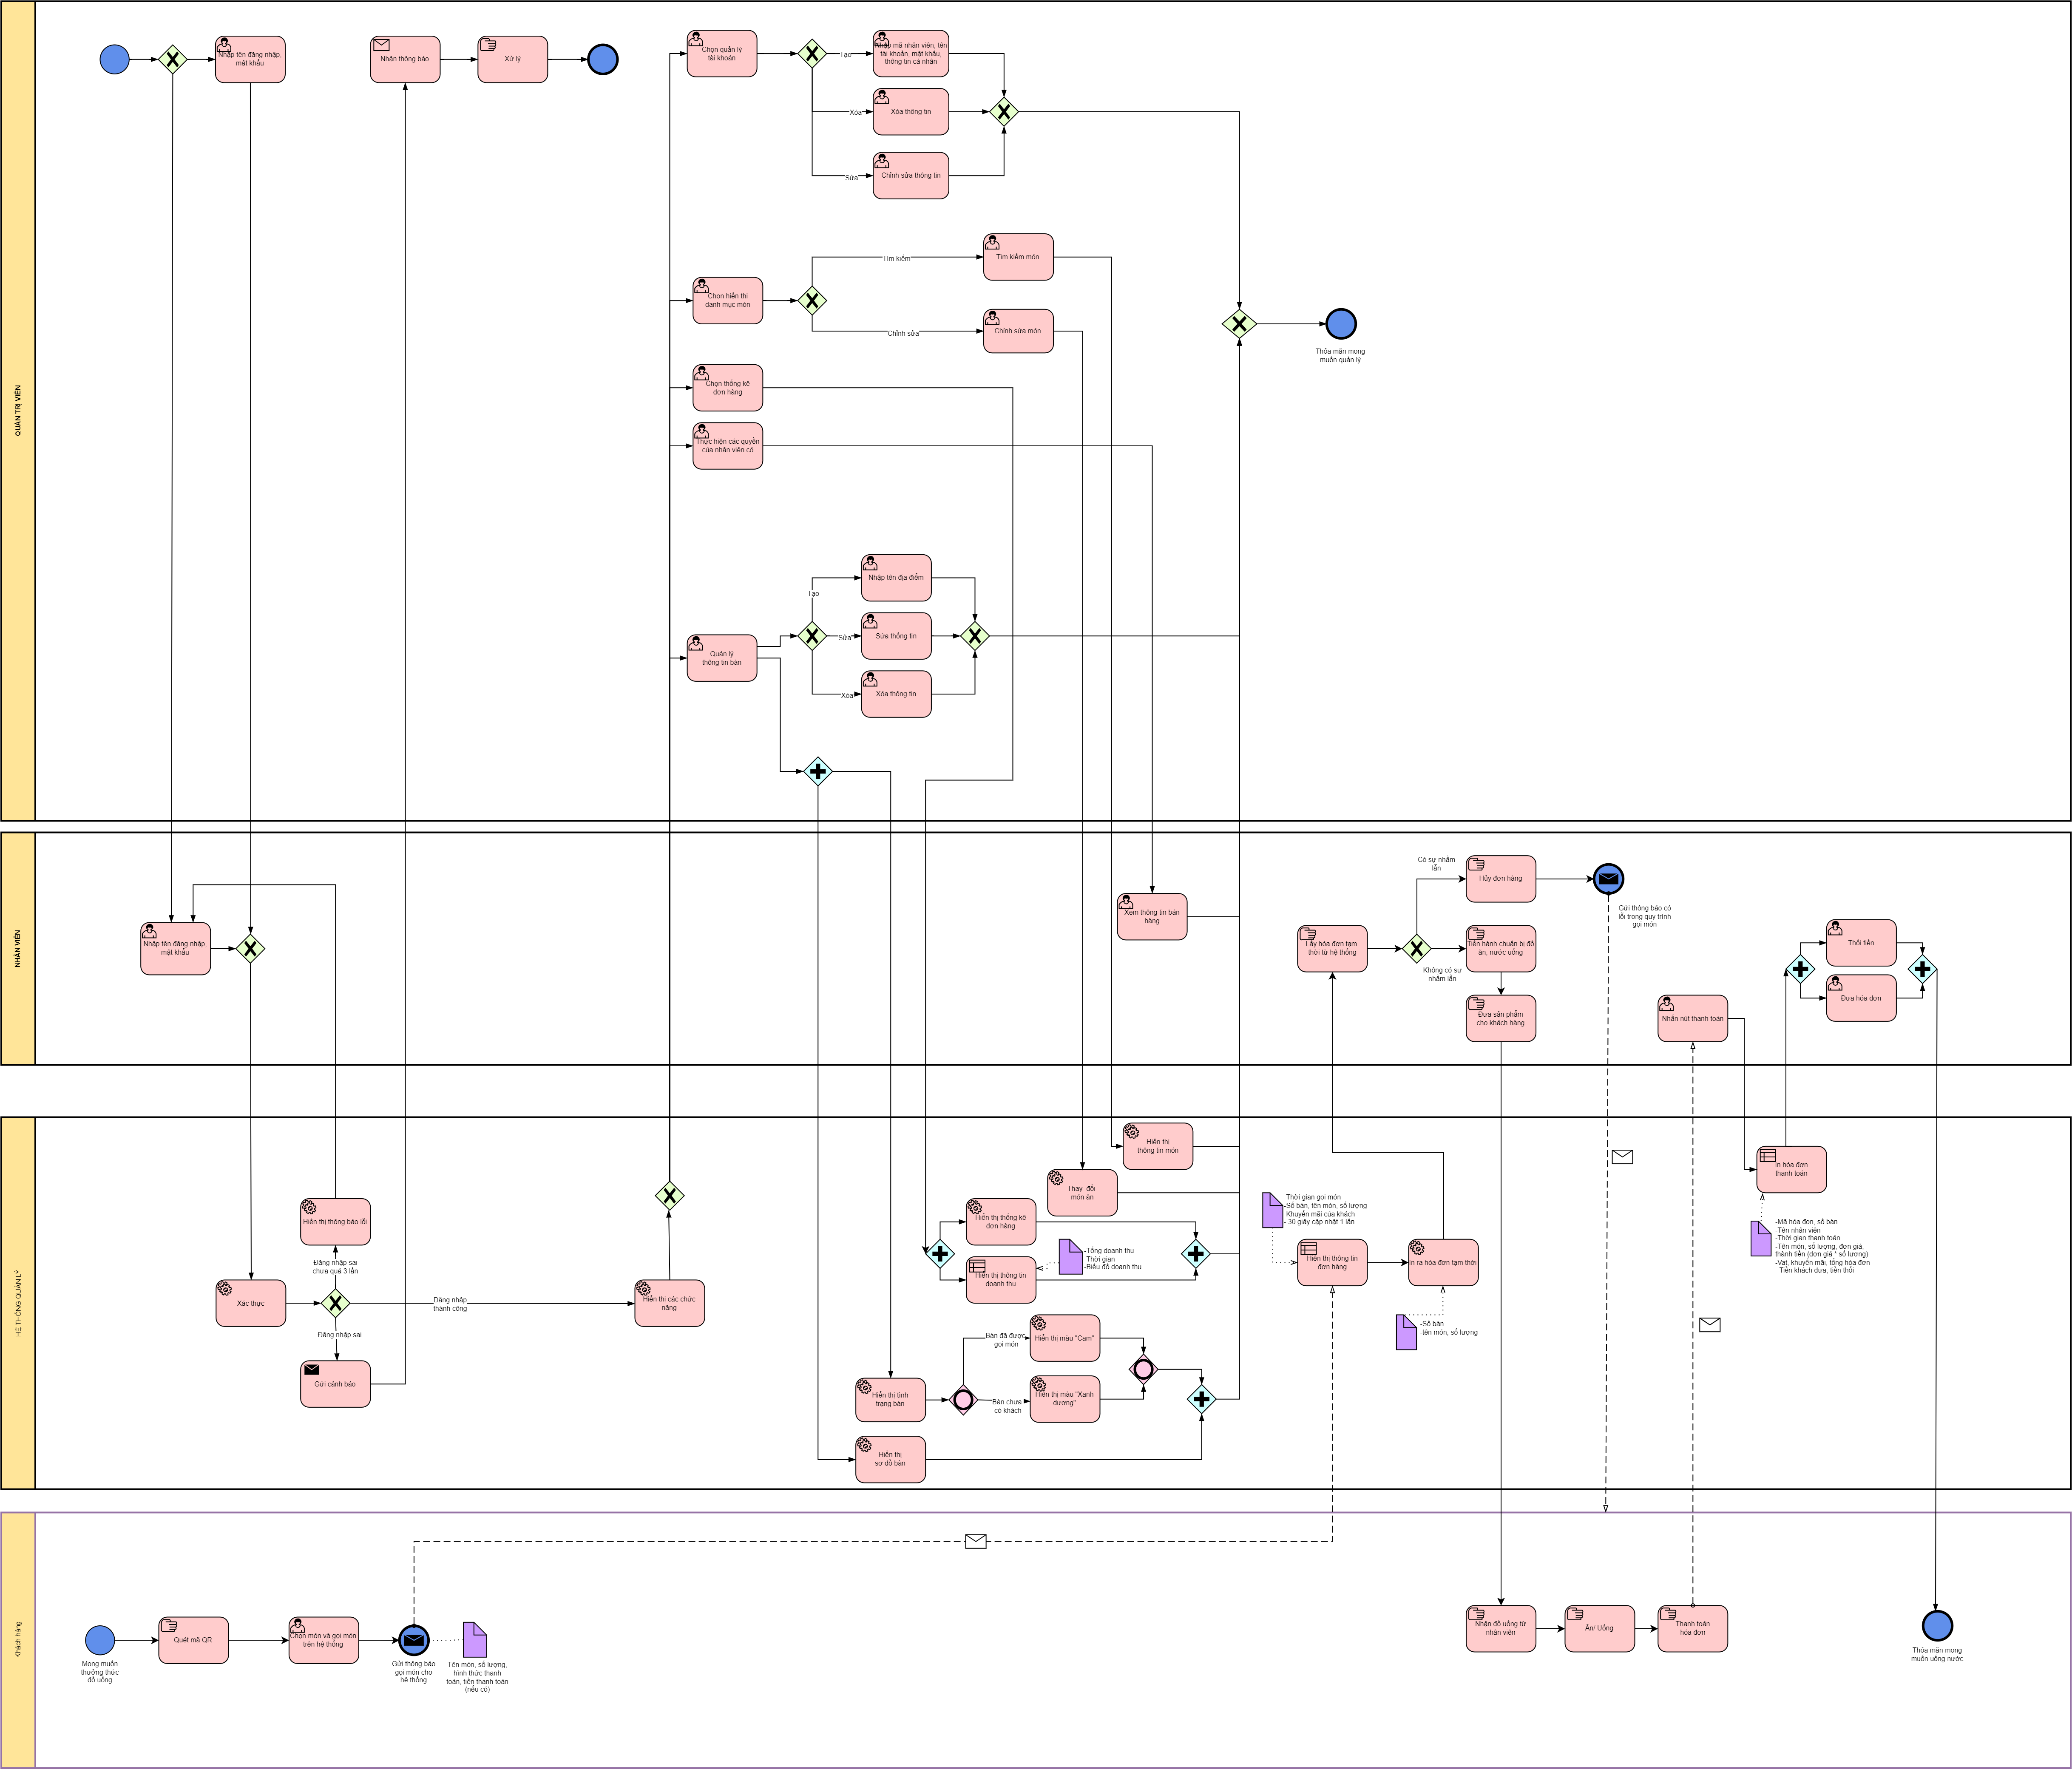 QUẢN TRỊ VIÊN
Nhập tên đăng nhập,
mật khẩu
Nhận thông báo
Xử lý
Chọn quản lý
tài khoản
Tạo
Nhập mã nhân viên, tên
tài khoản, mật khẩu,
thông tin cá nhân
Xóa
Xóa thông tin
Sửa
Chỉnh sửa thông tin
Chọn hiển thị
danh mục món
Tìm kiếm
Tìm kiếm món
Chỉnh sửa
Chỉnh sửa món
Thỏa mãn mong
muốn quản lý
Chọn thống kê
đơn hàng
Thực hiện các quyền
của nhân viên có
Quản lý
thông tin bàn
Tạo
Nhập tên địa điểm
Sửa
Sửa thống tin
Xóa
Xóa thông tin
NHÂN VIÊN
Nhập tên đăng nhập,
mật khẩu
Xem thông tin bán
hàng
Lấy hóa đơn tạm
thời từ hệ thống
Có sự nhầm
lẫn
Hủy đơn hàng
Gửi thông báo có
lỗi trong quy trình
gọi món
Không có sự
nhầm lẫn
Tiến hành chuẩn bị đồ
ăn, nước uống
Đưa sản phẩm
cho khách hàng
Nhấn nút thanh toán
Thối tiền
Đưa hóa đơn
HỆ THỐNG QUẢN LÝ
Hiển thị thông báo lỗi
Đăng nhập sai
chưa quá 3 lần
Xác thực
Đăng nhập
thành công
Đăng nhập sai
Gửi cảnh báo
Hiển thị các chức
năng
Hiển thị
thông tin món
Thay đổi
món ăn
Hiển thị thống kê
đơn hàng
Hiển thị thông tin
doanh thu
-Tổng doanh thu
-Thời gian
-Biểu đồ doanh thu
Bàn đã được
gọi món
Hiển thị màu "Cam"
Hiển thị tình
trạng bàn
Bàn chưa
có khách
Hiển thị màu "Xanh
dương"
Hiển thị
sơ đồ bàn
-Thời gian gọi món
-Số bàn, tên món, số lượng
-Khuyến mãi của khách
- 30 giây cập nhật 1 lần
Hiển thị thông tin
đơn hàng
In ra hóa đơn tạm thời
-Số bàn
-tên món, số lượng
In hóa đơn
thanh toán
-Mã hóa đon, số bàn
-Tên nhân viên
-Thời gian thanh toán
-Tên món, số lượng, đơn giá,
thành tiền (đơn giá * số lượng)
-Vat, khuyến mãi, tổng hóa đơn
- Tiền khách đưa, tiền thối
Khách hàng
Mong muốn
thưởng thức
đồ uống
Quét mã QR
Chọn món và gọi món
trên hệ thống
Gửi thông báo
gọi món cho
hệ thống
Tên món, số lượng,
hình thức thanh
toán, tiền thanh toán
(nếu có)
Nhận đồ uống từ
nhân viên
Ăn/ Uống
Thanh toán
hóa đơn
Thỏa mãn mong
muốn uống nước